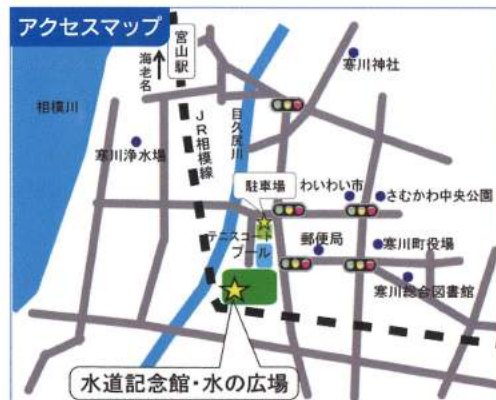 アクセスマップ
宮山駅
海老名
寒川神社
相模川
JR相模線
目久尻川
寒川浄水場
駐車場
わいわい市
さむかわ中央公園
テニスコート
プール
郵便局
寒川町役場
寒川総合図書館
水道記念館・水の広場